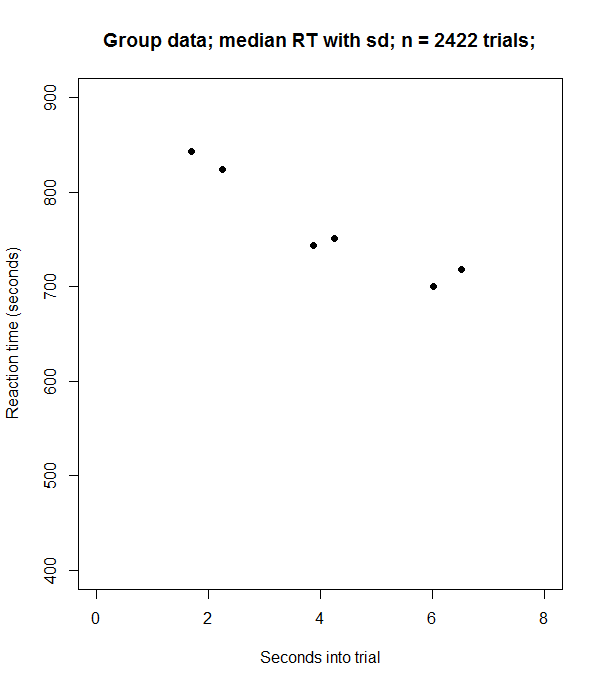 Group data; median RT with sd; n = 2422 trials;
900
800
700
600
500
400
Reaction time (seconds)
0 2 4 6 8
Seconds into trial